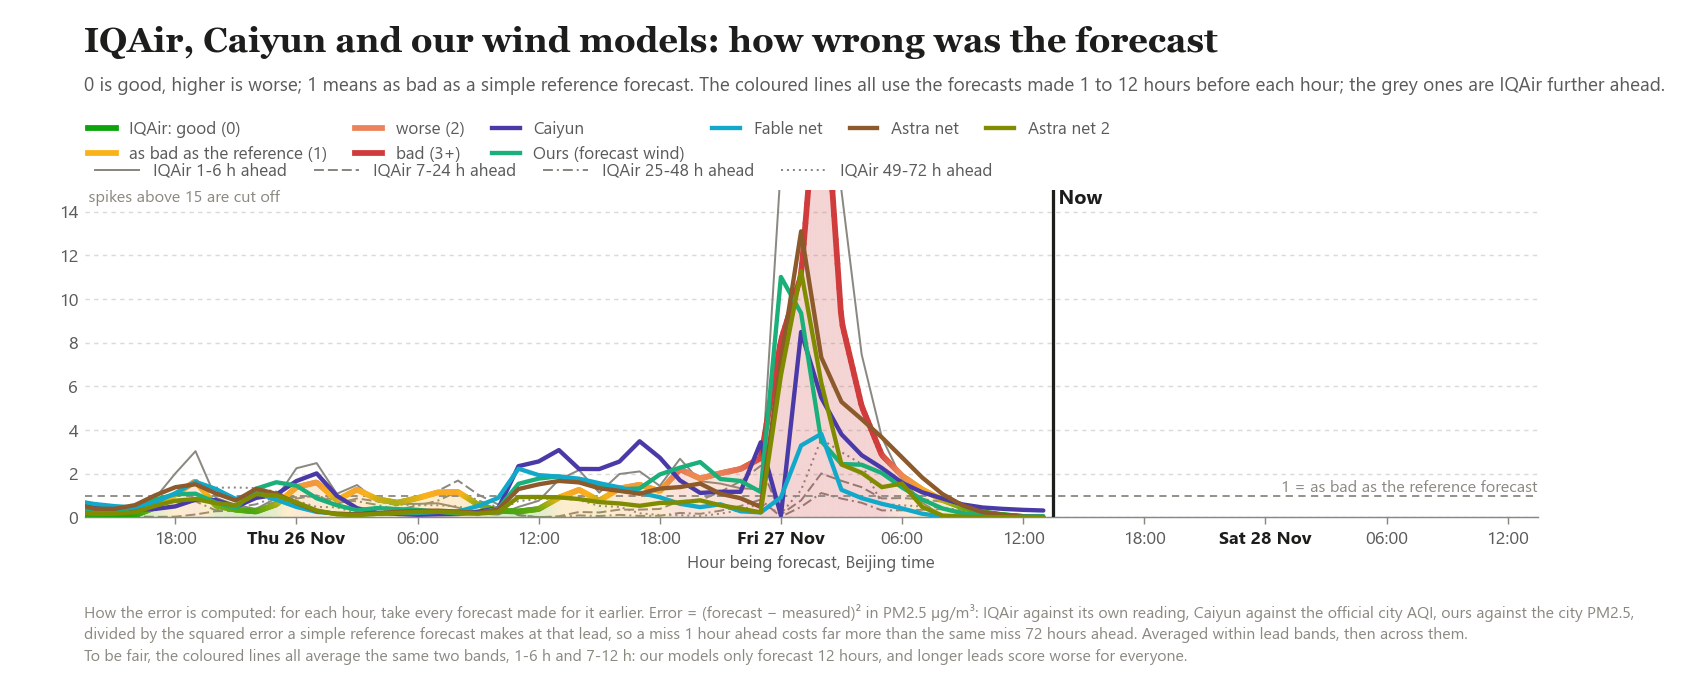 IQAir, Caiyun and our wind models: how wrong was the forecast
0 is good, higher is worse; 1 means as bad as a simple reference forecast. The coloured lines all use the forecasts made 1 to 12 hours before each hour; the grey ones are IQAir further ahead.
IQAir: good (0) worse (2) Caiyun Fable net Astra net Astra net 2
as bad as the reference (1) bad (3+) Ours (forecast wind)
IQAir 1-6 h ahead IQAir 7-24 h ahead IQAir 25-48 h ahead IQAir 49-72 h ahead
spikes above 15 are cut off
Now
14
12
10
8
6
4
2
1 = as bad as the reference forecast
0
18:00 Thu 26 Nov 06:00 12:00 18:00 Fri 27 Nov 06:00 12:00 18:00 Sat 28 Nov 06:00 12:00
Hour being forecast, Beijing time
How the error is computed: for each hour, take every forecast made for it earlier. Error = (forecast − measured)² in PM2.5 µg/m³: IQAir against its own reading, Caiyun against the official city AQI, ours against the city PM2.5,
divided by the squared error a simple reference forecast makes at that lead, so a miss 1 hour ahead costs far more than the same miss 72 hours ahead. Averaged within lead bands, then across them.
To be fair, the coloured lines all average the same two bands, 1-6 h and 7-12 h: our models only forecast 12 hours, and longer leads score worse for everyone.